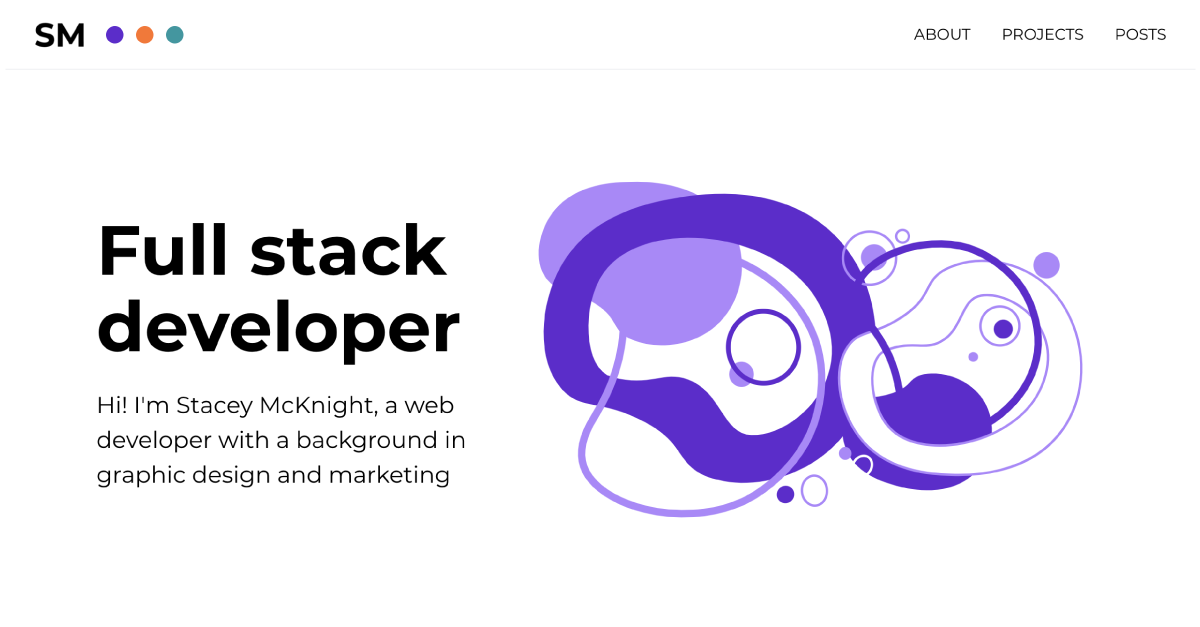 SM
ABOUT PROJECTS POSTS
Full stack
developer
Hi! I'm Stacey McKnight, a web
developer with a background in
graphic design and marketing